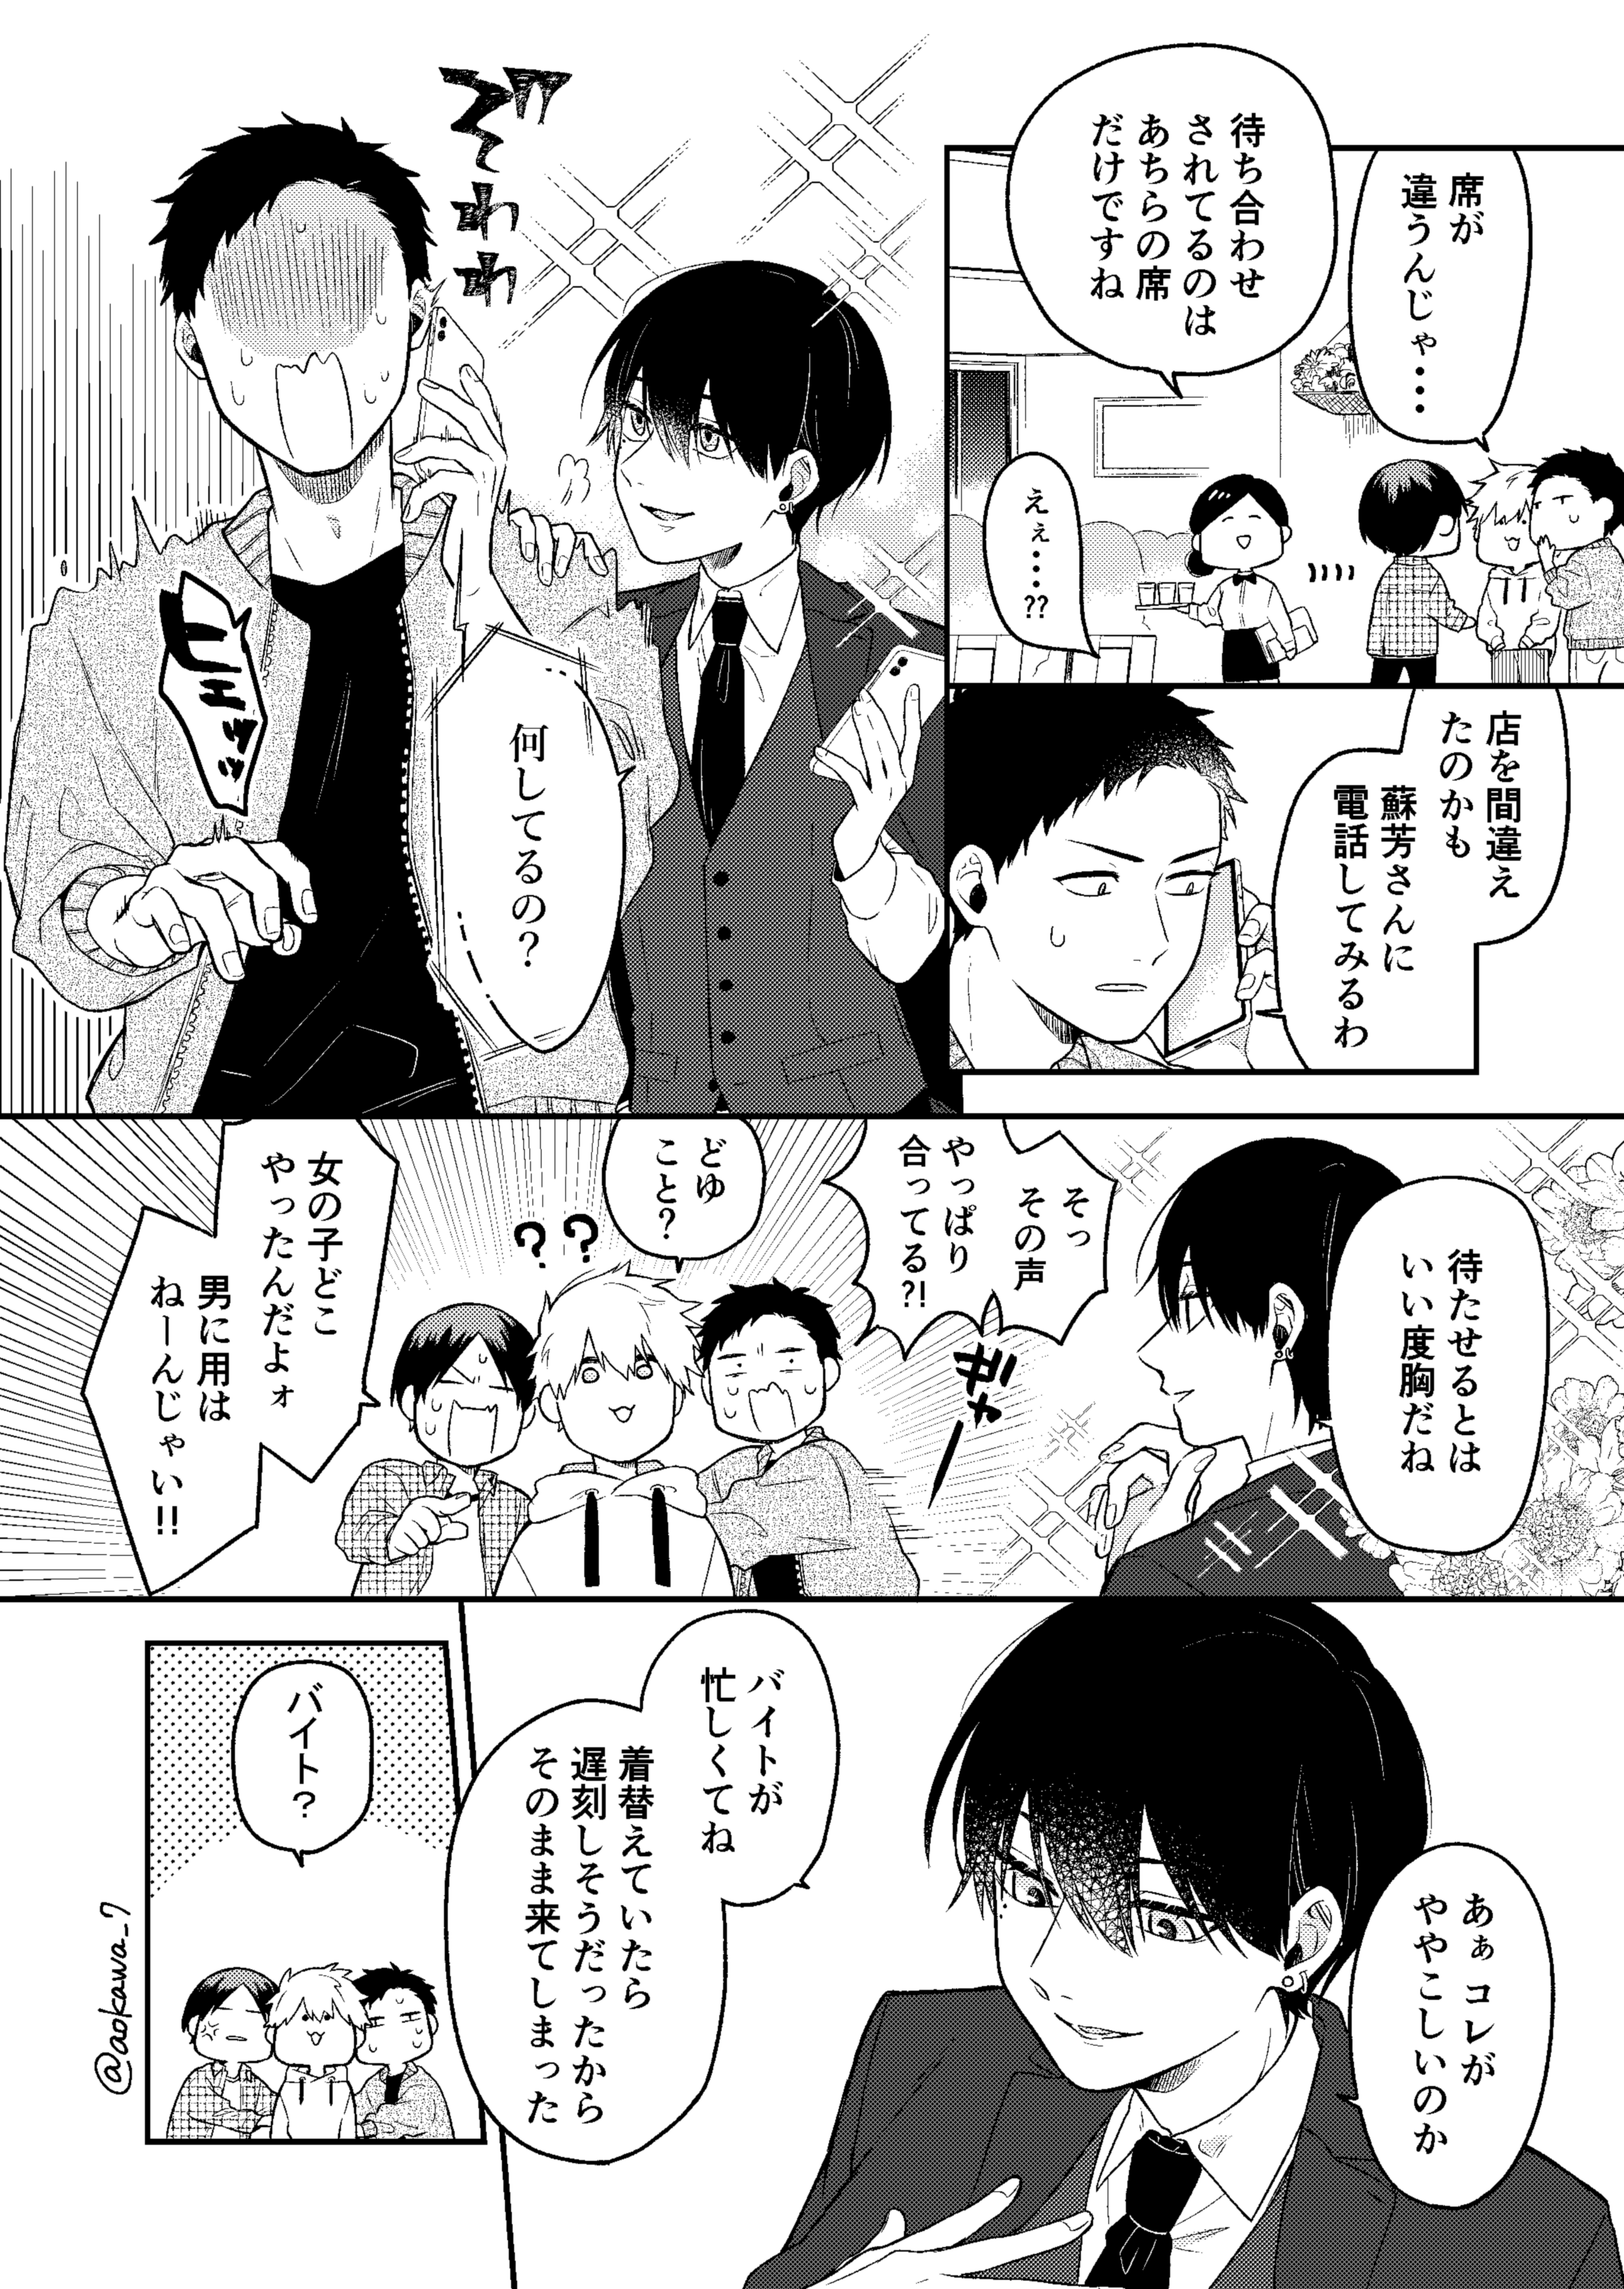 席が
違うんじゃ・・・・
待ち合わせ
されてるのは
あちらの席
だけですね
えぇ・・・・??
店を間違え
たのかも
蘇芳さんに
電話してみるわ
ぞわわ
何してるの？
ヒエッッ
待たせるとは
いい度胸だね
そっ
その声
やっぱり
合ってる?!
ギャー
どゆ
こと？
？？
女の子どこ
やったんだよォ
男に用は
ねーんじゃい!!
あぁコレが
ややこしいのか
バイトが
忙しくてね
着替えていたら
遅刻しそうだったから
そのまま来てしまった
バイト？
@aokawa_7